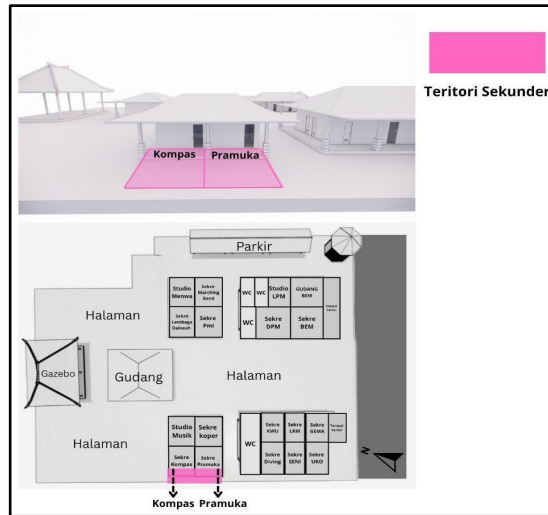 Teritori Sekunder
Kompas Pramuka
Parkir
Studio
Menwa
Sekre
Marching
Band
Sekre
Lembaga
Dakwah
Sekre
Pmi
WC
WC
Studio
LPM
GUDANG
BEM
WC
Sekre
DPM
Sekre
BEM
Halaman
Gazebo
Gudang
Halaman
Halaman
Studio
Musik
Sekre
koper
Sekre
Kompas
Sekre
Pramuka
WC
Sekre
KWU
Sekre
LKM
Sekre
GEMA
Sekre
Diving
Sekre
SENI
Sekre
UKO
N
Kompas Pramuka